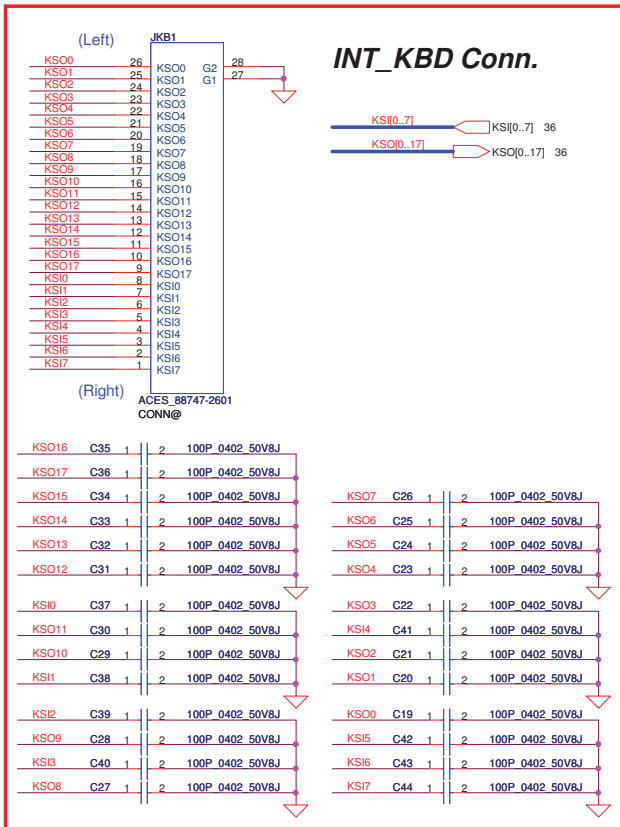 (Left)
JKB1
INT_KBD Conn.
KSO0 26 KSO0 G2 28
KSO1 25 KSO1 G1 27
KSO2 24 KSO2
KSO3 23 KSO3
KSO4 22 KSO4
KSO5 21 KSO5
KSO6 20 KSO6
KSO7 19 KSO7
KSO8 18 KSO8
KSO9 17 KSO9
KSO10 16 KSO10
KSO11 15 KSO11
KSO12 14 KSO12
KSO13 13 KSO13
KSO14 12 KSO14
KSO15 11 KSO15
KSO16 10 KSO16
KSO17 9 KSO17
KSI0 8 KSI0
KSI1 7 KSI1
KSI2 6 KSI2
KSI3 5 KSI3
KSI4 4 KSI4
KSI5 3 KSI5
KSI6 2 KSI6
KSI7 1 KSI7
(Right)
ACES_88747-2601
CONN@
KSI[0..7] KSI[0..7] 36
KSO[0..17] KSO[0..17] 36
KSO16 C35 1 2 100P_0402_50V8J
KSO17 C36 1 2 100P_0402_50V8J
KSO15 C34 1 2 100P_0402_50V8J
KSO14 C33 1 2 100P_0402_50V8J
KSO13 C32 1 2 100P_0402_50V8J
KSO12 C31 1 2 100P_0402_50V8J
KSI0 C37 1 2 100P_0402_50V8J
KSO11 C30 1 2 100P_0402_50V8J
KSO10 C29 1 2 100P_0402_50V8J
KSI1 C38 1 2 100P_0402_50V8J
KSI2 C39 1 2 100P_0402_50V8J
KSO9 C28 1 2 100P_0402_50V8J
KSI3 C40 1 2 100P_0402_50V8J
KSO8 C27 1 2 100P_0402_50V8J
KSO7 C26 1 2 100P_0402_50V8J
KSO6 C25 1 2 100P_0402_50V8J
KSO5 C24 1 2 100P_0402_50V8J
KSO4 C23 1 2 100P_0402_50V8J
KSO3 C22 1 2 100P_0402_50V8J
KSI4 C41 1 2 100P_0402_50V8J
KSO2 C21 1 2 100P_0402_50V8J
KSO1 C20 1 2 100P_0402_50V8J
KSO0 C19 1 2 100P_0402_50V8J
KSI5 C42 1 2 100P_0402_50V8J
KSI6 C43 1 2 100P_0402_50V8J
KSI7 C44 1 2 100P_0402_50V8J